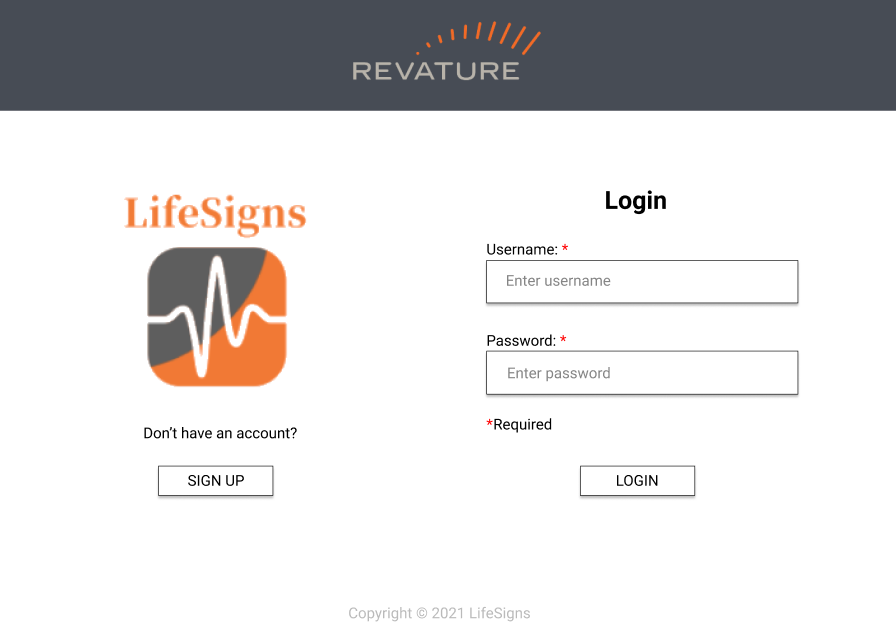 REVATURE
LifeSigns
Don’t have an account?
SIGN UP
Login
Username: *
Enter username
Password: *
Enter password
*Required
LOGIN
Copyright © 2021 LifeSigns